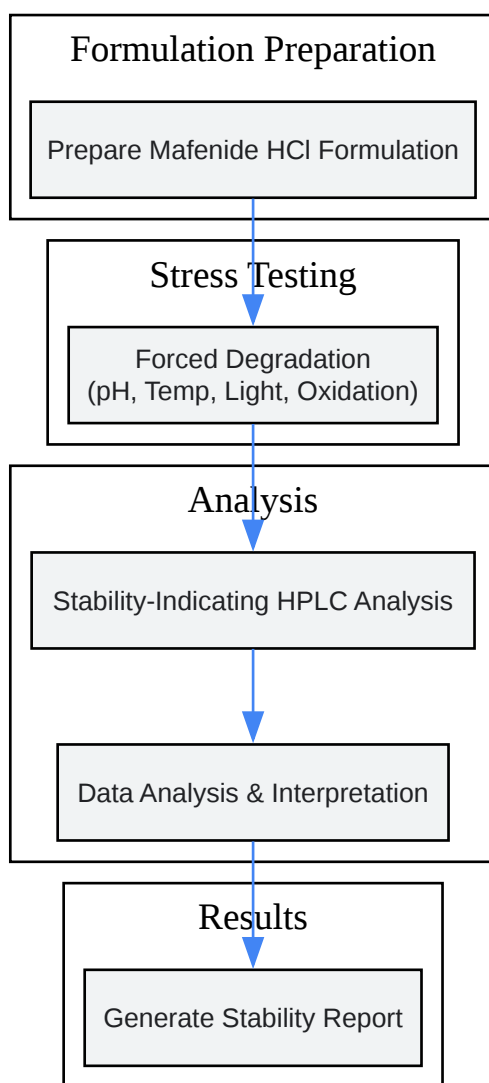 Formulation Preparation
Prepare Mafenide HCl Formulation
Stress Testing
Forced Degradation
(pH, Temp, Light, Oxidation)
Analysis
Stability-Indicating HPLC Analysis
Data Analysis & Interpretation
Results
Generate Stability Report